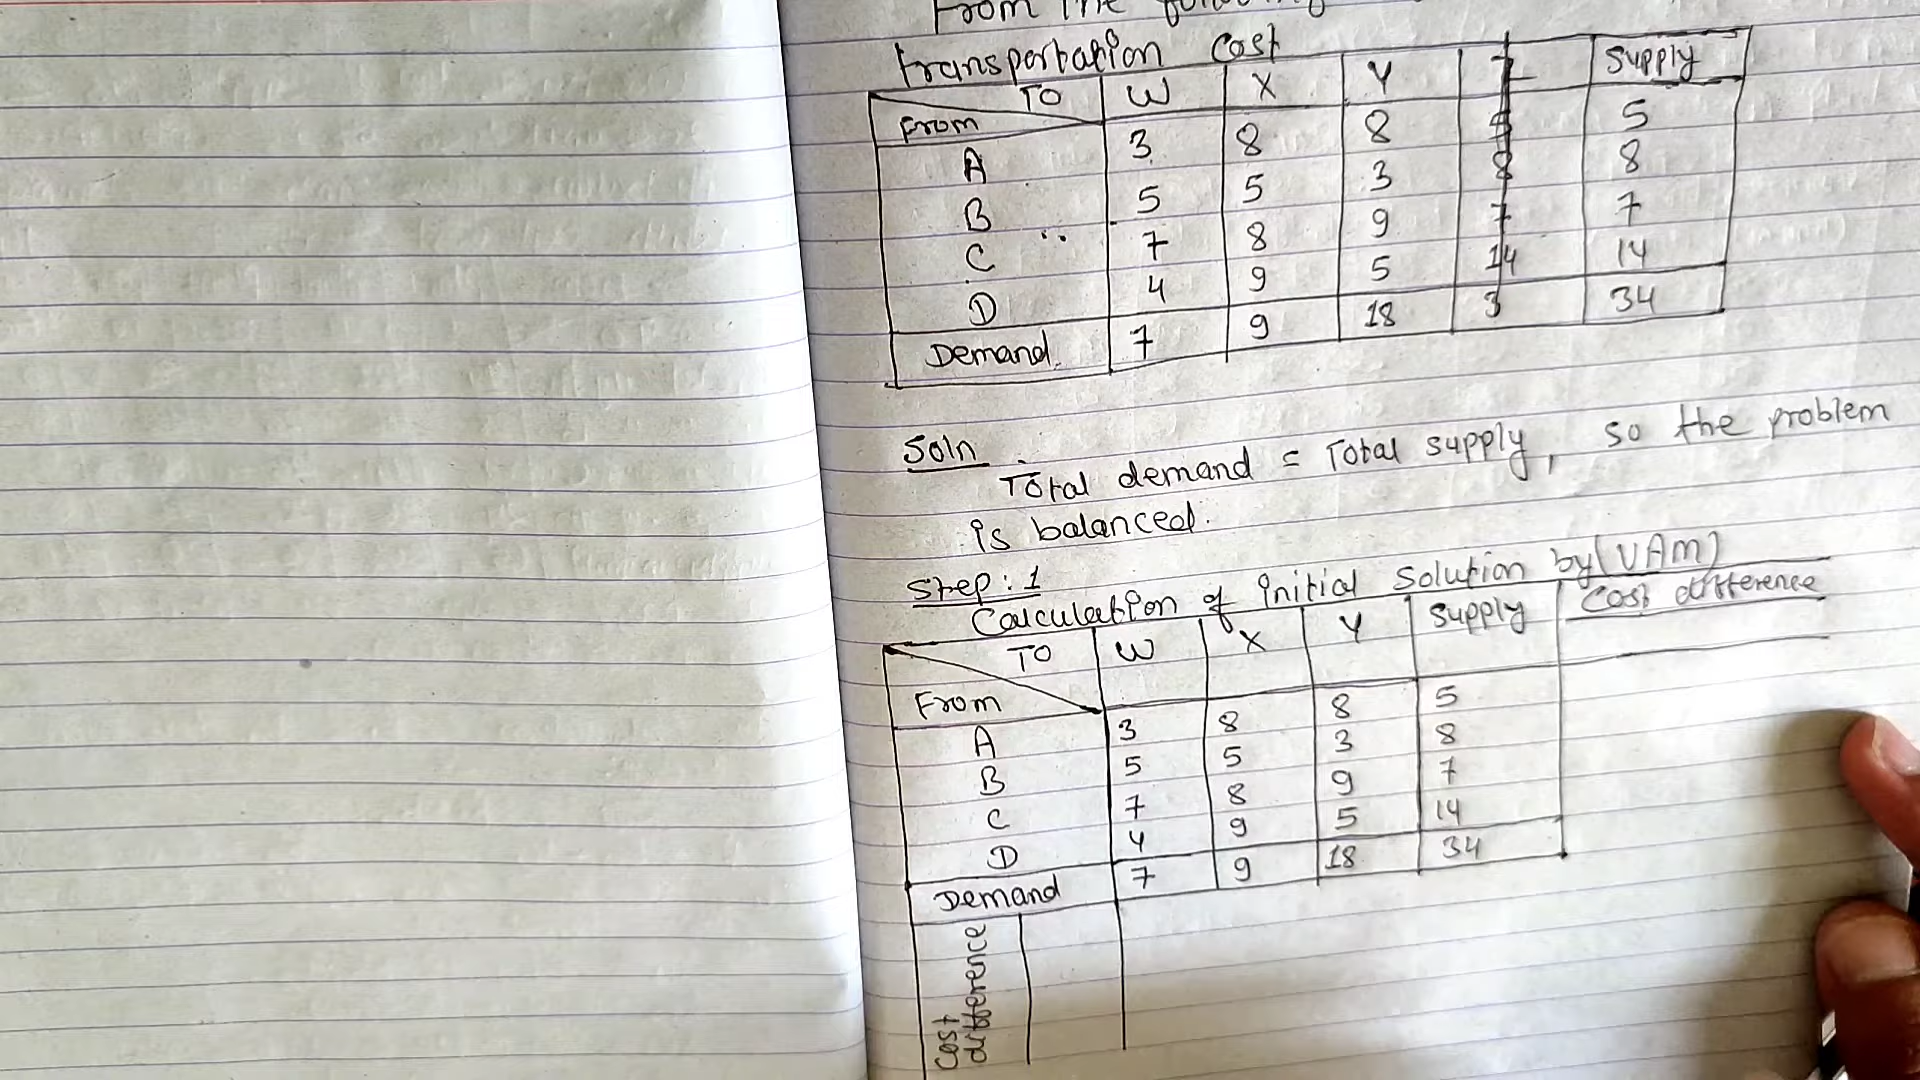 From the following
transportation cost
TO W X Y Z Supply
From
A 3 8 8 5
B 5 5 3 8 8
C 7 8 9 7 7
D 4 9 5 14 14
Demand 7 9 18 3 34
Soln
Total demand = Total supply, so the problem
is balanced.
Step: 1
Calculation of initial solution by (VAM)
TO W X Y Supply Cost difference
From
A 3 8 8 5
B 5 5 3 8
C 7 8 9 7
D 4 9 5 14
Demand 7 9 18 34
Cost
difference